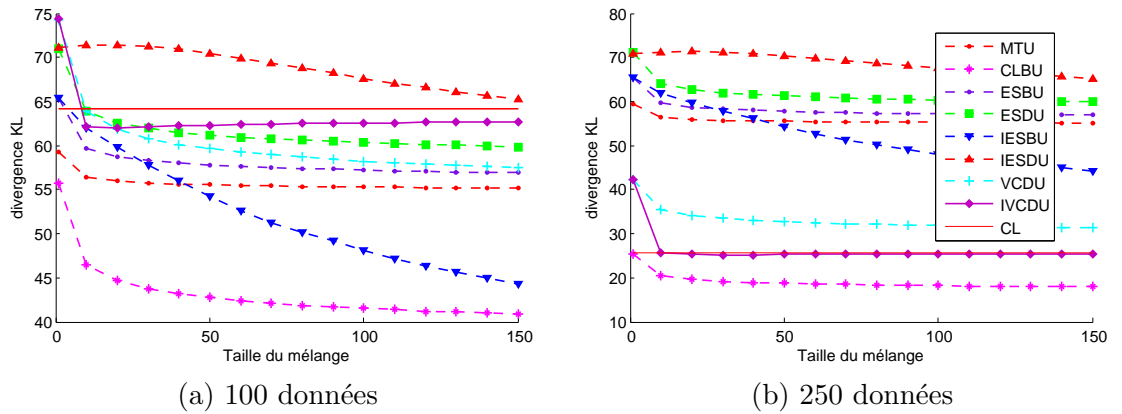 75
70
65
60
55
50
45
40
divergence KL
0
50
100
150
Taille du mélange
(a) 100 données
80
70
60
50
40
30
20
10
divergence KL
0
50
100
150
Taille du mélange
MTU
CLBU
ESBU
ESDU
IESBU
IESDU
VCDU
IVCDU
CL
(b) 250 données